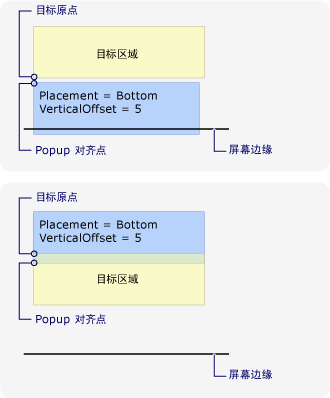 目标原点
目标区域
Placement = Bottom
VerticalOffset = 5
Popup 对齐点
屏幕边缘
目标原点
Placement = Bottom
VerticalOffset = 5
目标区域
Popup 对齐点
屏幕边缘